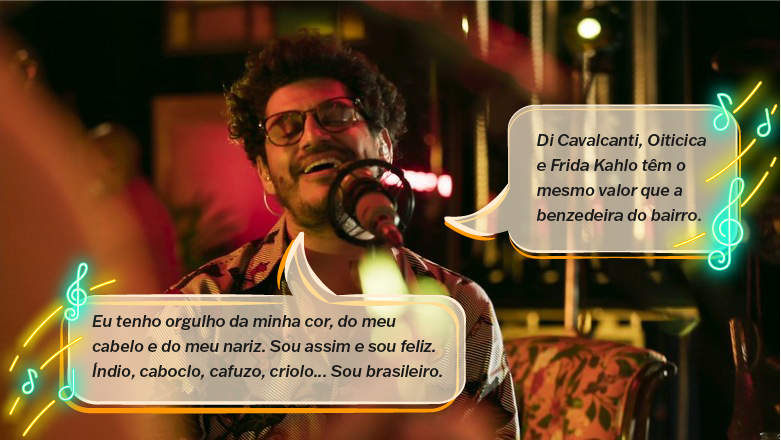 Di Cavalcanti, Oiticica
e Frida Kahlo têm o
mesmo valor que a
benzedeira do bairro.
Eu tenho orgulho da minha cor, do meu
cabelo e do meu nariz. Sou assim e sou feliz.
Índio, caboclo, cafuzo, criolo... Sou brasileiro.